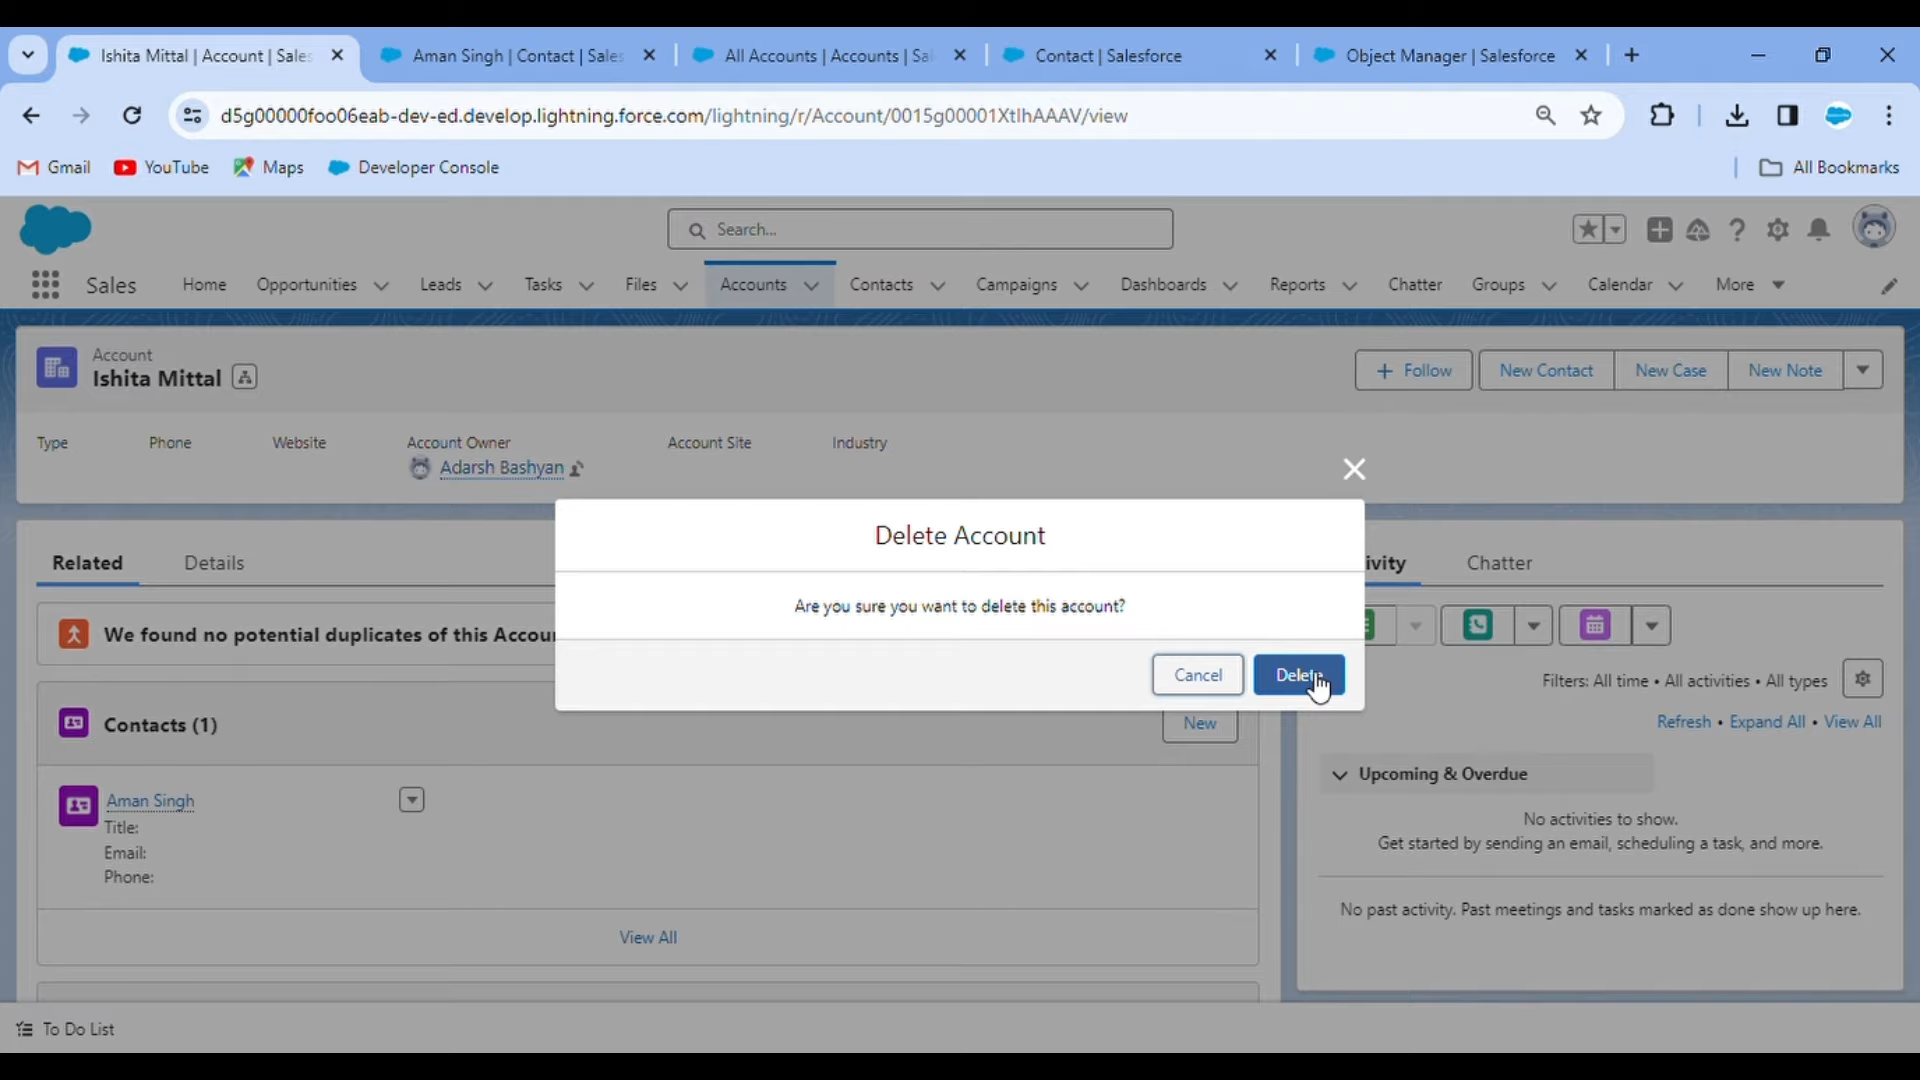 Ishita Mittal | Account | Sales
Aman Singh | Contact | Sales
All Accounts | Accounts | Sal
Contact | Salesforce
Object Manager | Salesforce
d5g00000foo06eab-dev-ed.develop.lightning.force.com/lightning/r/Account/0015g00001XtlhAAAV/view
Gmail
YouTube
Maps
Developer Console
All Bookmarks
Search...
Sales
Home
Opportunities
Leads
Tasks
Files
Accounts
Contacts
Campaigns
Dashboards
Reports
Chatter
Groups
Calendar
More
Account
Ishita Mittal
Follow
New Contact
New Case
New Note
Type
Phone
Website
Account Owner
Account Site
Industry
Adarsh Bashyan
Delete Account
Are you sure you want to delete this account?
Cancel
Delete
Related
Details
ivity
Chatter
We found no potential duplicates of this Accou
Filters: All time • All activities • All types
Contacts (1)
New
Refresh • Expand All • View All
Upcoming & Overdue
Aman Singh
Title:
Email:
Phone:
No activities to show.
Get started by sending an email, scheduling a task, and more.
No past activity. Past meetings and tasks marked as done show up here.
View All
To Do List